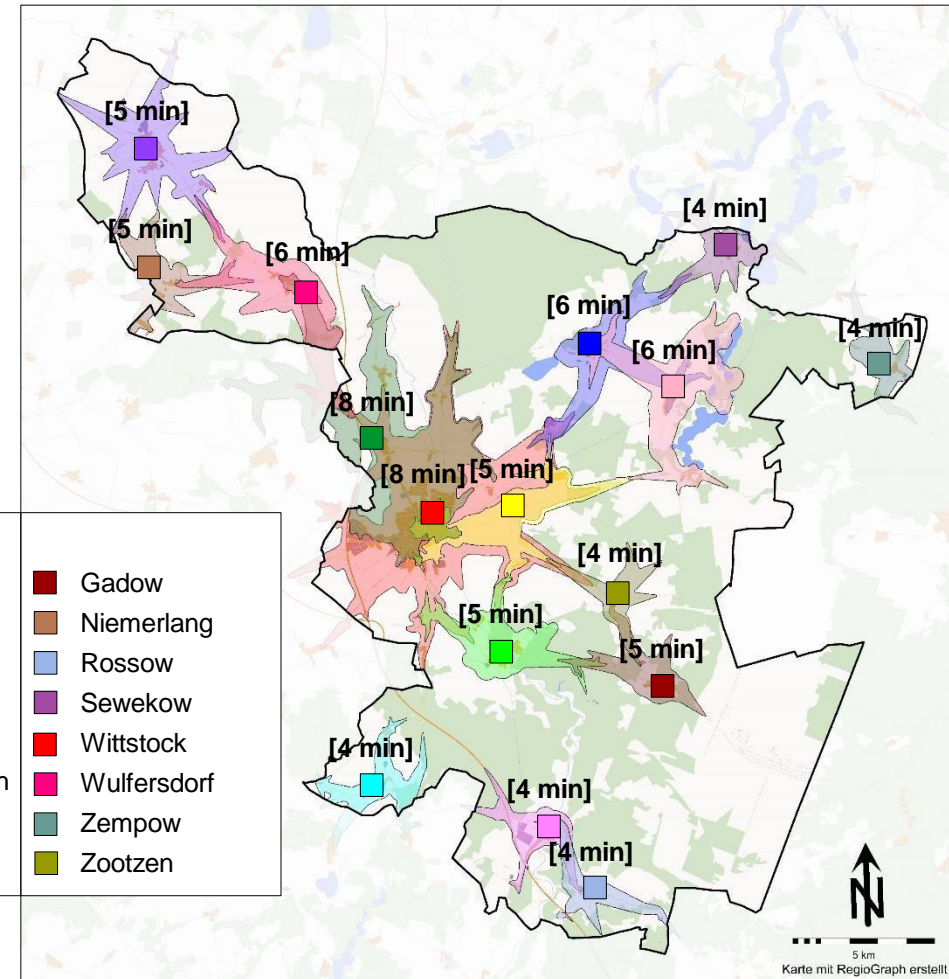 [5 min]
[5 min]
[4 min]
[6 min]
[6 min]
[4 min]
[6 min]
[8 min]
[8 min]
[5 min]
[4 min]
[5 min]
[5 min]
[4 min]
[4 min]
[4 min]
Gadow
Niemerlang
Rossow
Sewekow
Wittstock
Wulfersdorf
Zempow
Zootzen
N
5 km
Karte mit RegioGraph erstellt